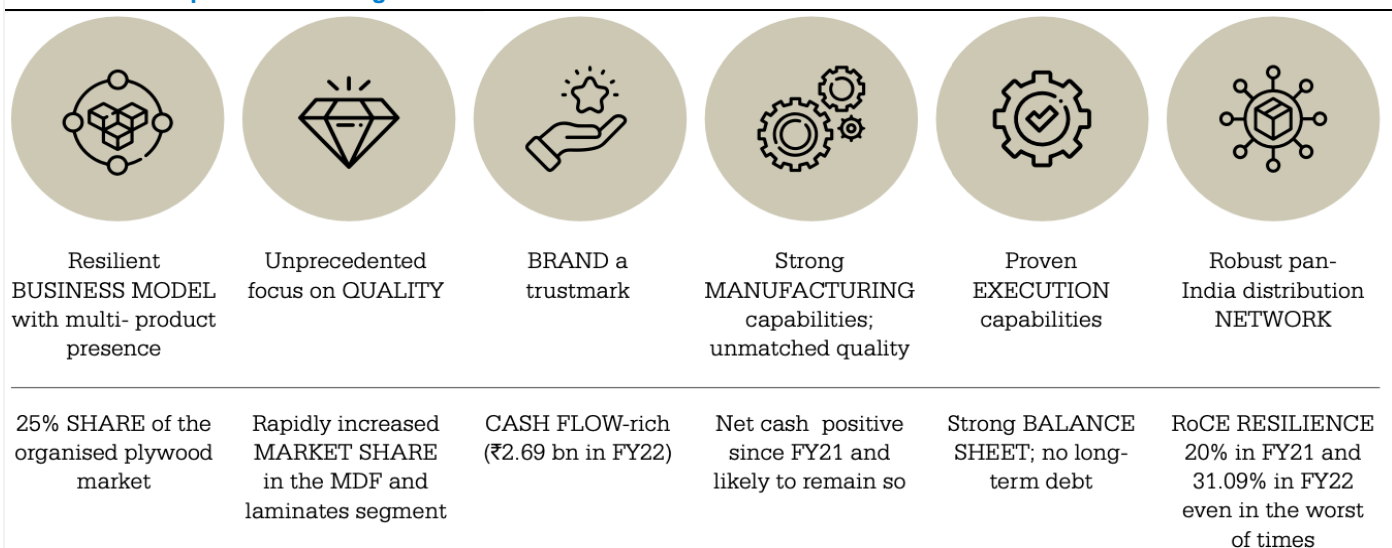 Resilient
BUSINESS MODEL
with multi- product
presence
Unprecedented
focus on QUALITY
BRAND a
trustmark
Strong
MANUFACTURING
capabilities;
unmatched quality
Proven
EXECUTION
capabilities
Robust pan-
India distribution
NETWORK
25% SHARE of the
organised plywood
market
Rapidly increased
MARKET SHARE
in the MDF and
laminates segment
CASH FLOW-rich
(₹2.69 bn in FY22)
Net cash positive
since FY21 and
likely to remain so
Strong BALANCE
SHEET; no long-
term debt
RoCE RESILIENCE
20% in FY21 and
31.09% in FY22
even in the worst
of times